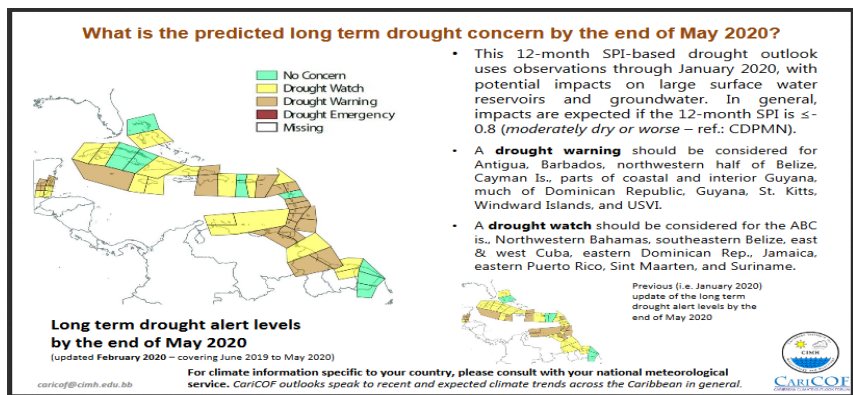 What is the predicted long term drought concern by the end of May 2020?
No Concern
Drought Watch
Drought Warning
Drought Emergency
Missing
• This 12-month SPI-based drought outlook
uses observations through January 2020, with
potential impacts on large surface water
reservoirs and groundwater. In general,
impacts are expected if the 12-month SPI is ≤-
0.8 (moderately dry or worse – ref.: CDPMN).
• A drought warning should be considered for
Antigua, Barbados, northwestern half of Belize,
Cayman Is., parts of coastal and interior Guyana,
much of Dominican Republic, Guyana, St. Kitts,
Windward Islands, and USVI.
• A drought watch should be considered for the ABC
is., Northwestern Bahamas, southeastern Belize, east
& west Cuba, eastern Dominican Rep., Jamaica,
eastern Puerto Rico, Sint Maarten, and Suriname.
Previous (i.e. January 2020)
update of the long term
drought alert levels by the
end of May 2020
Long term drought alert levels
by the end of May 2020
(updated February 2020 – covering June 2019 to May 2020)
For climate information specific to your country, please consult with your national meteorological
service. CariCOF outlooks speak to recent and expected climate trends across the Caribbean in general.
caricof@cimh.edu.bb
CIMH
CARICOF